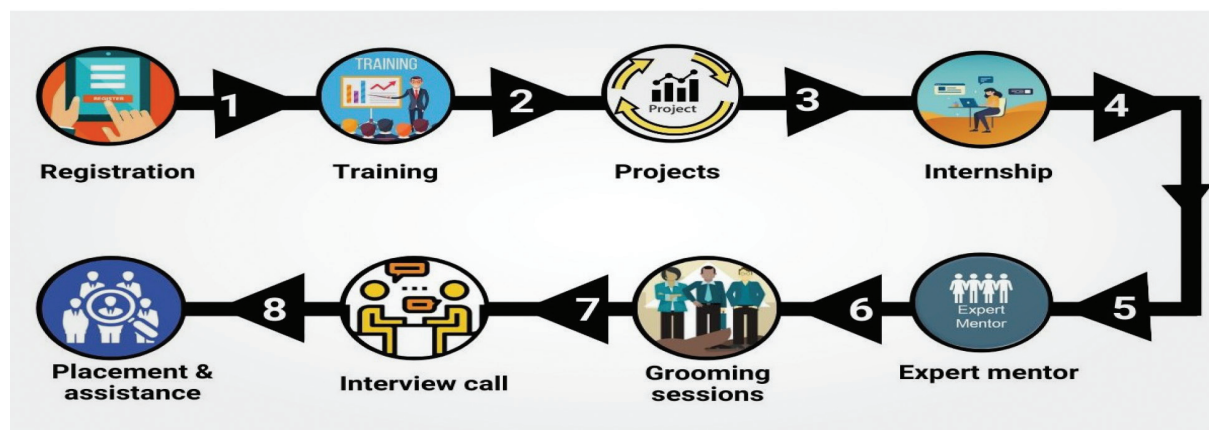 REGISTER
1
TRAINING
2
Project
3
4
Registration
Training
Projects
Internship
5
Expert
Mentor
6
7
8
Expert mentor
Grooming
sessions
Interview call
Placement &
assistance